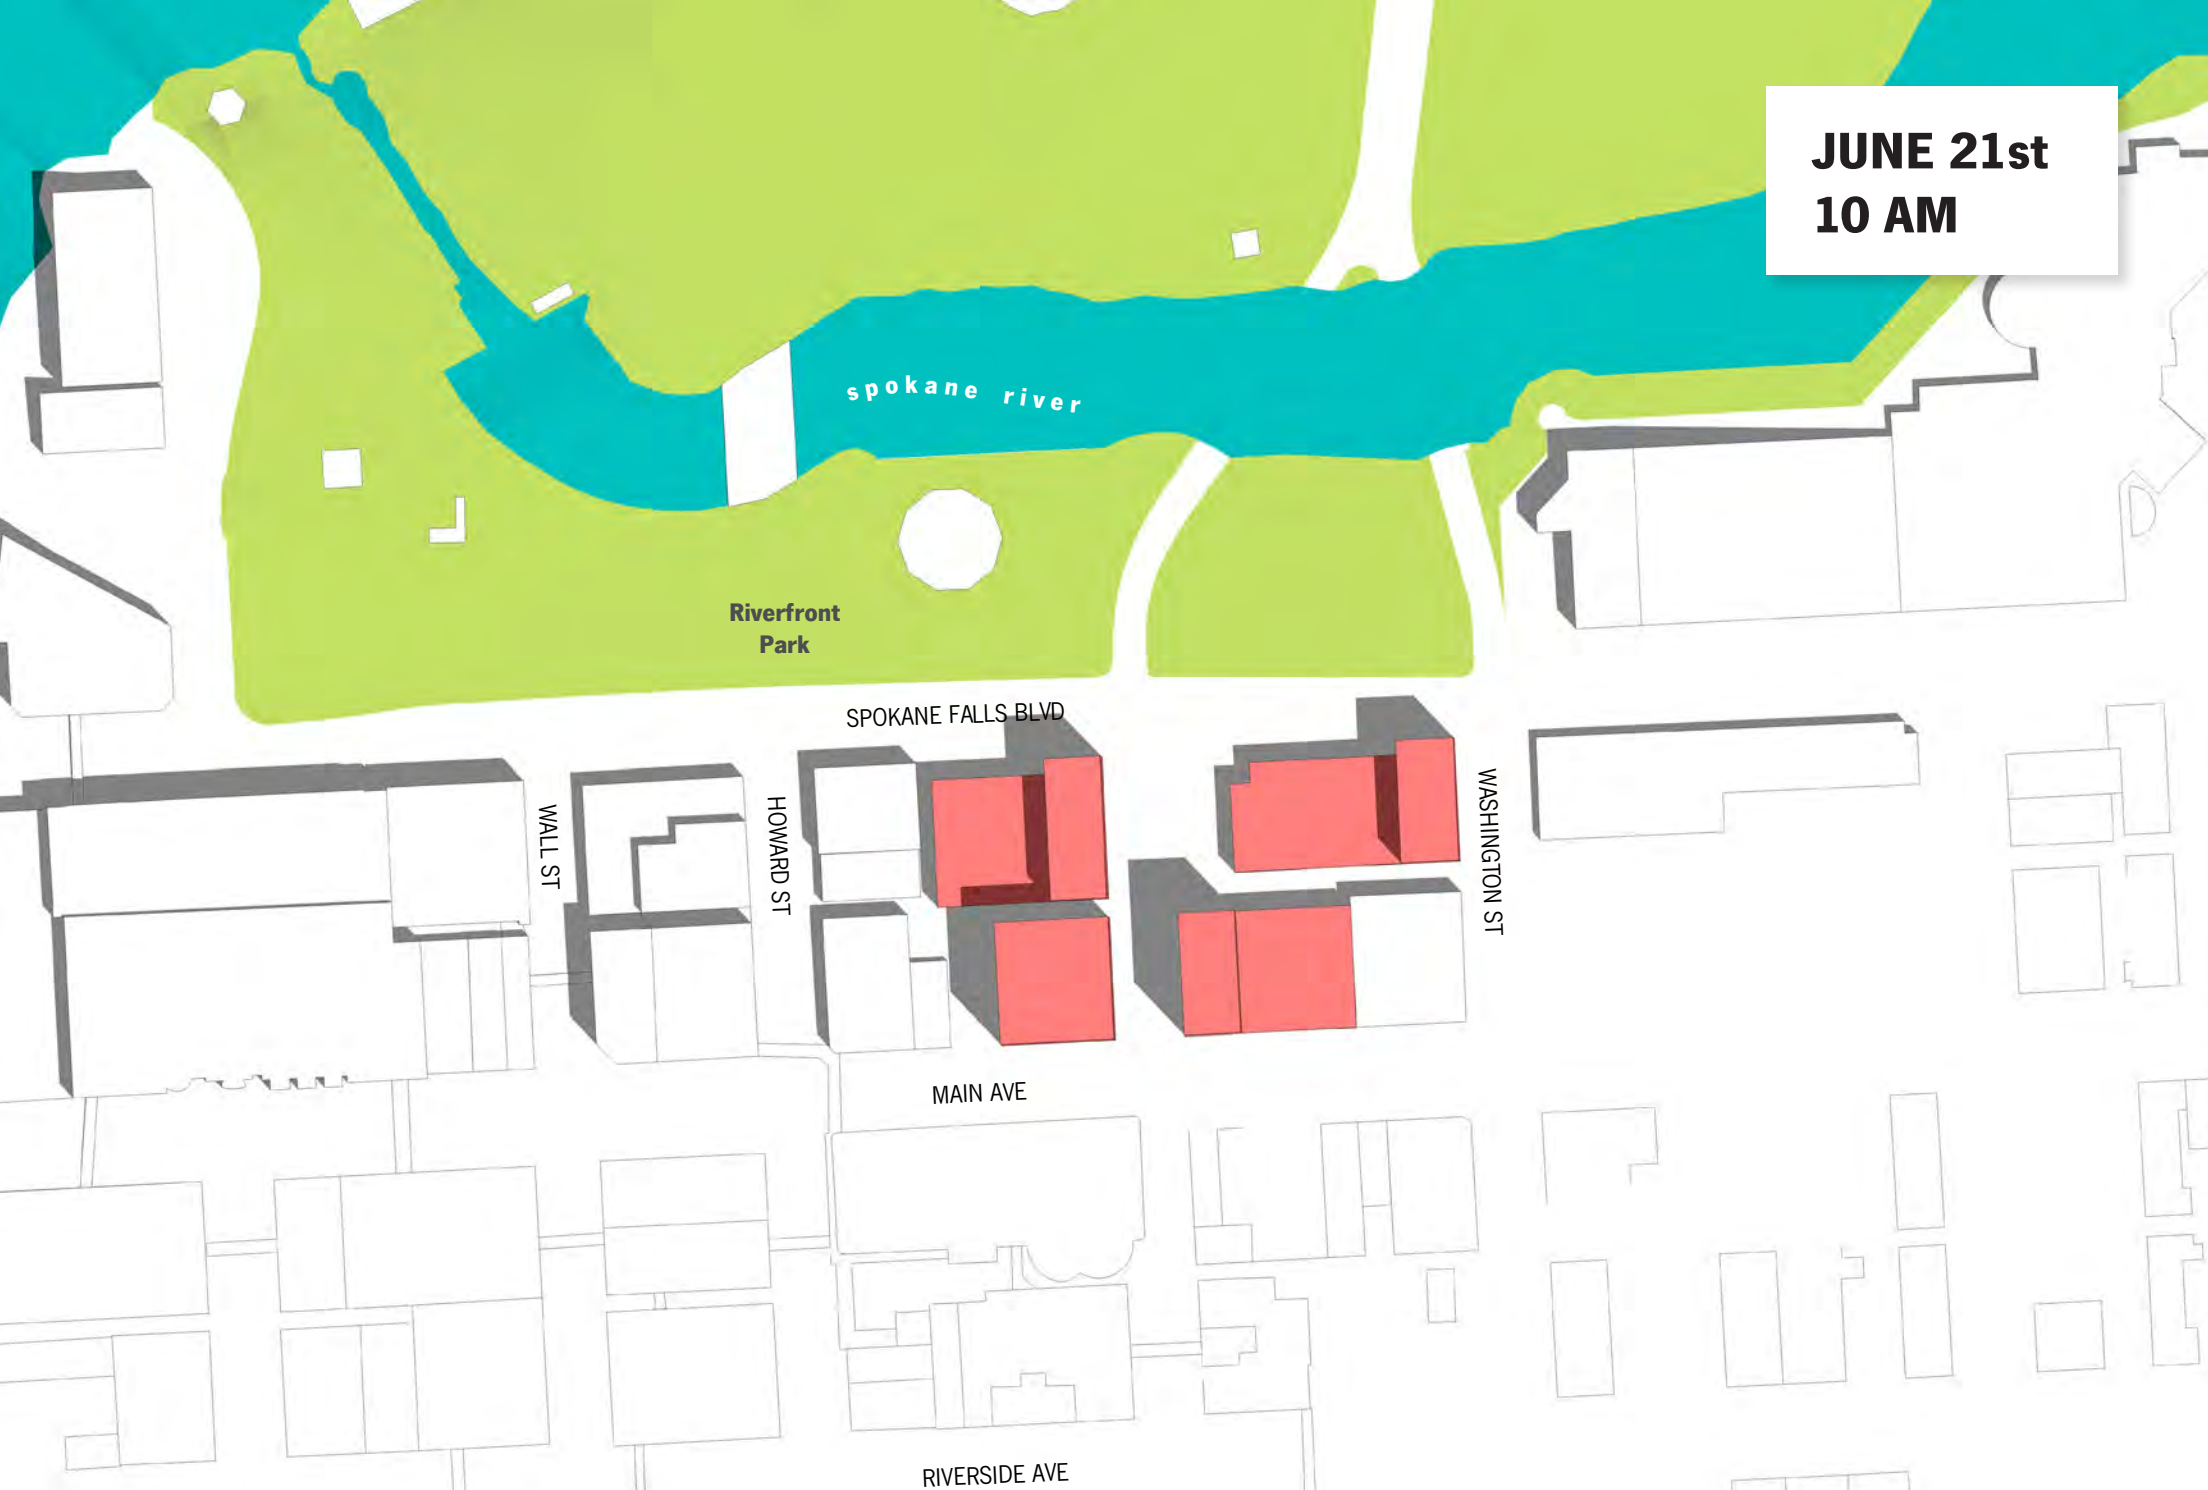 JUNE 21st
10 AM
spokane river
Riverfront
Park
SPOKANE FALLS BLVD
WALL ST
HOWARD ST
WASHINGTON ST
MAIN AVE
RIVERSIDE AVE